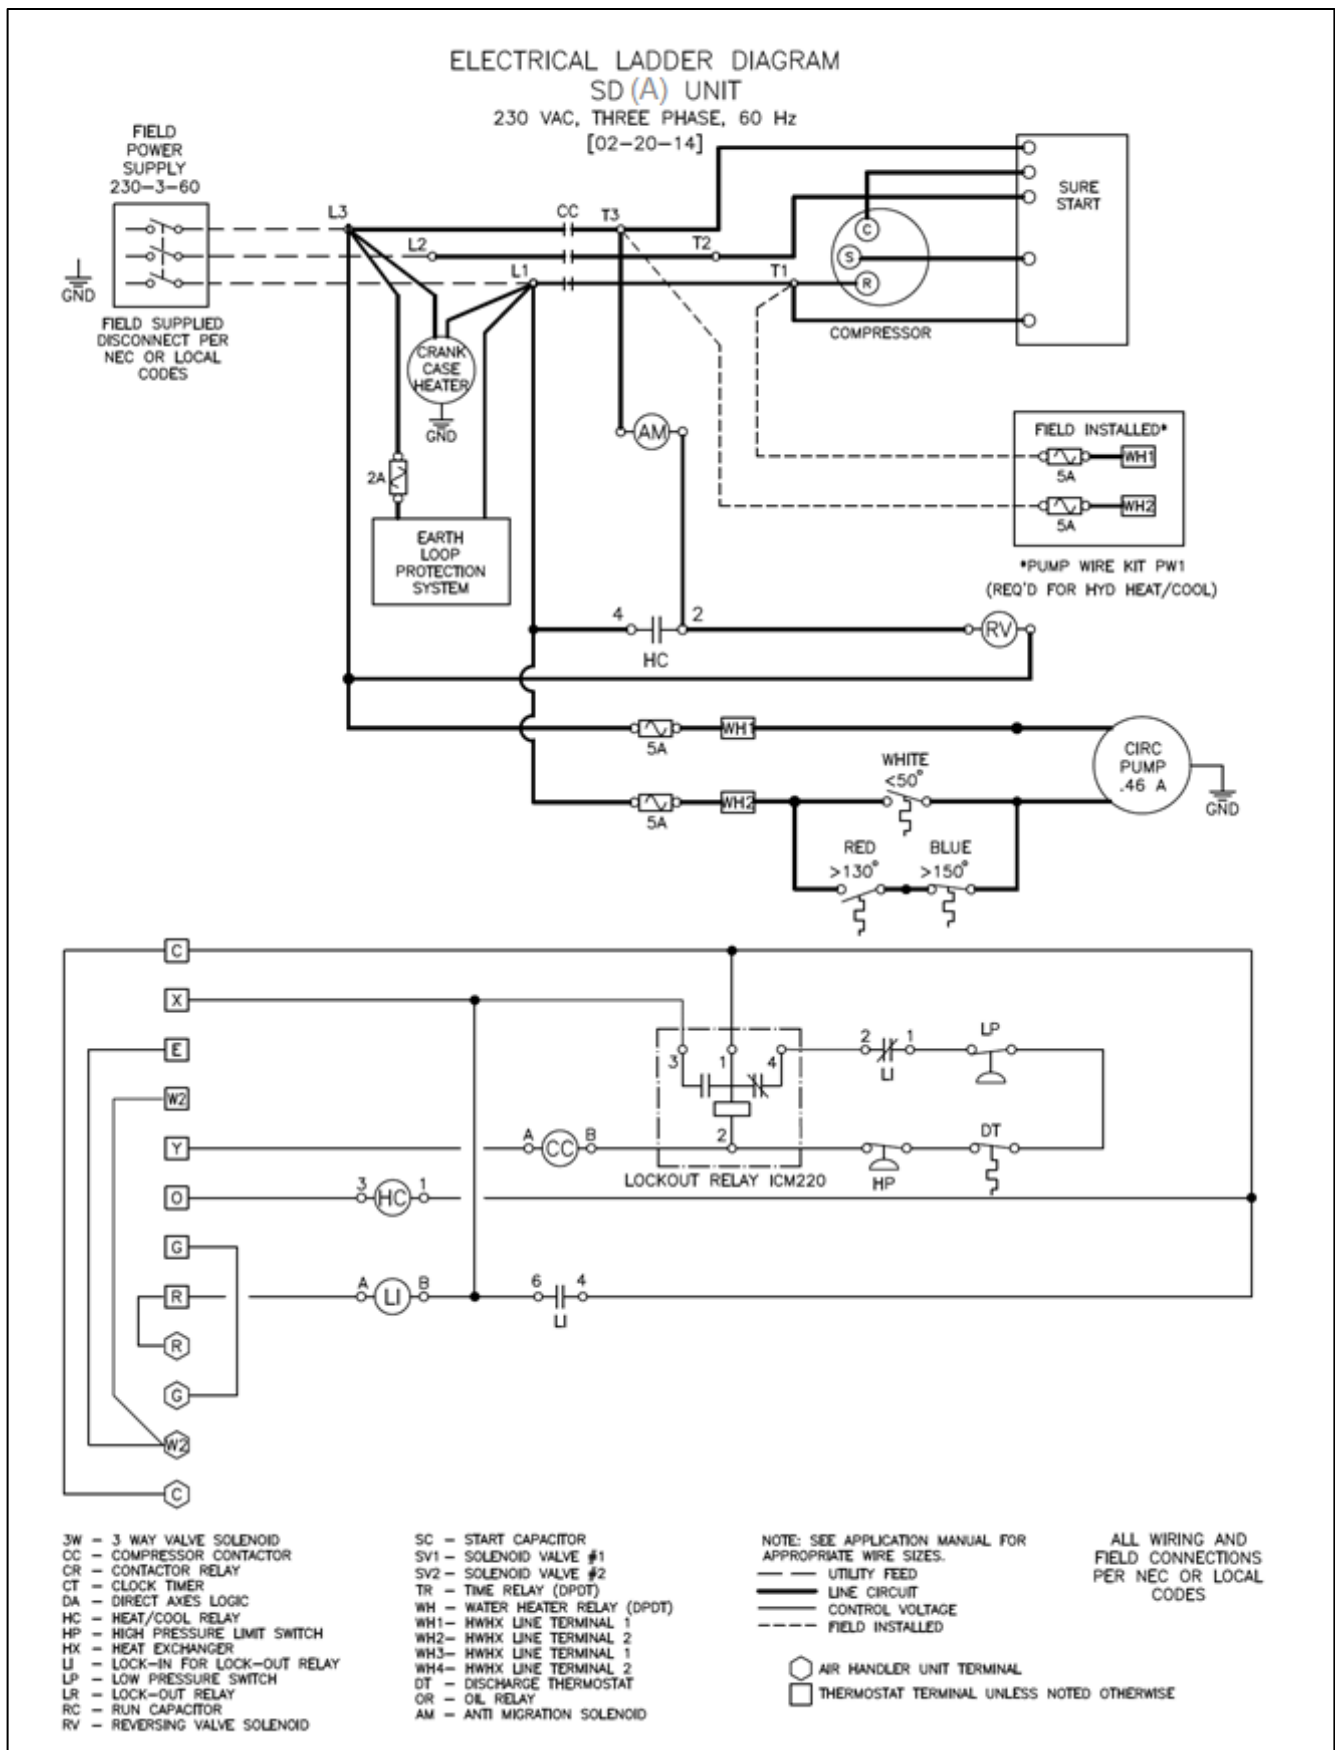 ELECTRICAL LADDER DIAGRAM
SD (A) UNIT
230 VAC, THREE PHASE, 60 Hz
[02-20-14]
FIELD
POWER
SUPPLY
230-3-60
GND
FIELD SUPPLIED
DISCONNECT PER
NEC OR LOCAL
CODES
L3
L2
L1
CC
T3
T2
T1
C
S
R
COMPRESSOR
SURE
START
CRANK
CASE
HEATER
GND
2A
EARTH
LOOP
PROTECTION
SYSTEM
AM
FIELD INSTALLED*
WH1
5A
WH2
5A
*PUMP WIRE KIT PW1
(REQ'D FOR HYD HEAT/COOL)
4
2
HC
RV
5A
WH1
5A
WH2
WHITE
<50°
RED
>130°
BLUE
>150°
CIRC
PUMP
.46 A
GND
C
X
E
W2
Y
O
G
R
R
G
W2
C
3
1
4
2
LOCKOUT RELAY ICM220
2
1
LI
LP
A
CC
B
HP
DT
3
HC
1
A
LI
B
6
4
LI
3W - 3 WAY VALVE SOLENOID
CC - COMPRESSOR CONTACTOR
CR - CONTACTOR RELAY
CT - CLOCK TIMER
DA - DIRECT AXES LOGIC
HC - HEAT/COOL RELAY
HP - HIGH PRESSURE LIMIT SWITCH
HX - HEAT EXCHANGER
LI - LOCK-IN FOR LOCK-OUT RELAY
LP - LOW PRESSURE SWITCH
LR - LOCK-OUT RELAY
RC - RUN CAPACITOR
RV - REVERSING VALVE SOLENOID
SC - START CAPACITOR
SV1 - SOLENOID VALVE #1
SV2 - SOLENOID VALVE #2
TR - TIME RELAY (DPDT)
WH - WATER HEATER RELAY (DPDT)
WH1- HWHX LINE TERMINAL 1
WH2- HWHX LINE TERMINAL 2
WH3- HWHX LINE TERMINAL 1
WH4- HWHX LINE TERMINAL 2
DT - DISCHARGE THERMOSTAT
OR - OIL RELAY
AM - ANTI MIGRATION SOLENOID
NOTE: SEE APPLICATION MANUAL FOR
APPROPRIATE WIRE SIZES.
UTILITY FEED
LINE CIRCUIT
CONTROL VOLTAGE
FIELD INSTALLED
AIR HANDLER UNIT TERMINAL
THERMOSTAT TERMINAL UNLESS NOTED OTHERWISE
ALL WIRING AND
FIELD CONNECTIONS
PER NEC OR LOCAL
CODES